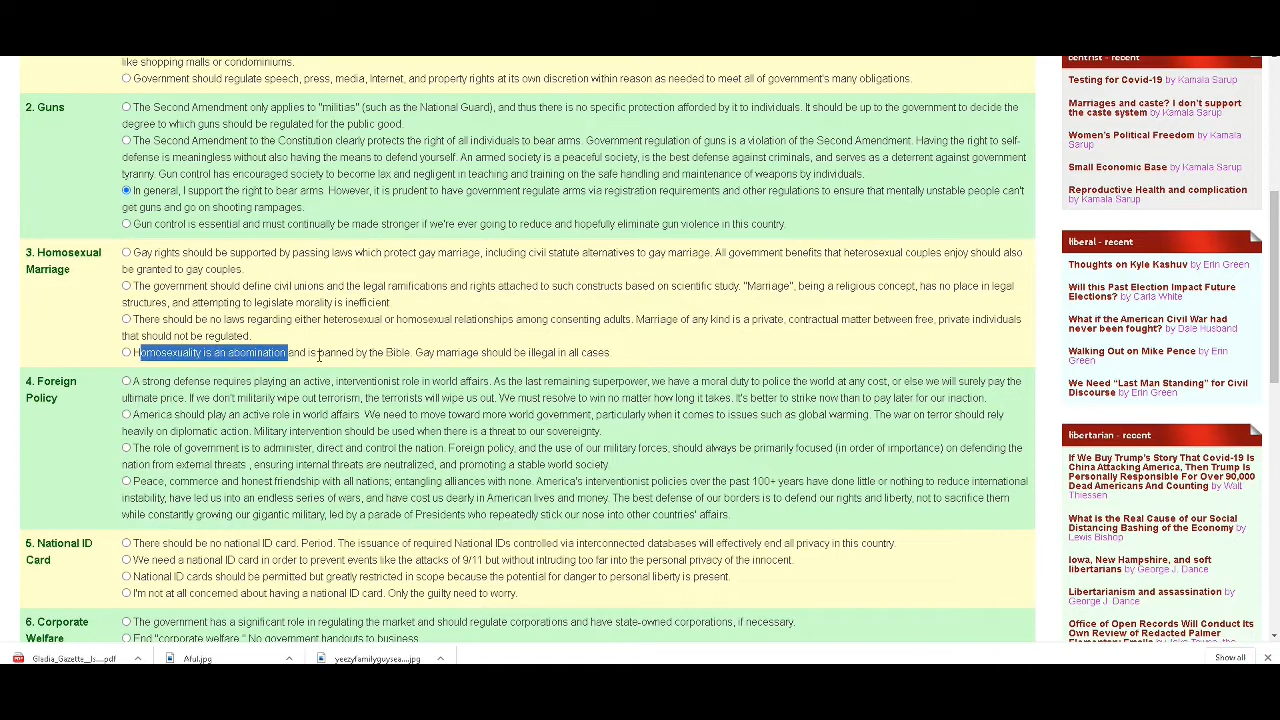 like shopping malls or condominiums.
Government should regulate speech, press, media, Internet, and property rights at its own discretion within reason as needed to meet all of government's many obligations.
2. Guns
The Second Amendment only applies to "militias" (such as the National Guard), and thus there is no specific protection afforded by it to individuals. It should be up to the government to decide the
degree to which guns should be regulated for the public good.
The Second Amendment to the Constitution clearly protects the right of all individuals to bear arms. Government regulation of guns is a violation of the Second Amendment. Having the right to self-
defense is meaningless without also having the means to defend yourself. An armed society is a peaceful society, is the best defense against criminals, and serves as a deterrent against government
tyranny. Gun control has encouraged society to become lax and negligent in teaching and training on the safe handling and maintenance of weapons by individuals.
In general, I support the right to bear arms. However, it is prudent to have government regulate arms via registration requirements and other regulations to ensure that mentally unstable people can't
get guns and go on shooting rampages.
Gun control is essential and must continually be made stronger if we're ever going to reduce and hopefully eliminate gun violence in this country.
3. Homosexual
Marriage
Gay rights should be supported by passing laws which protect gay marriage, including civil statute alternatives to gay marriage. All government benefits that heterosexual couples enjoy should also
be granted to gay couples.
The government should define civil unions and the legal ramifications and rights attached to such constructs based on scientific study. "Marriage", being a religious concept, has no place in legal
structures, and attempting to legislate morality is inefficient.
There should be no laws regarding either heterosexual or homosexual relationships among consenting adults. Marriage of any kind is a private, contractual matter between free, private individuals
that should not be regulated.
Homosexuality is an abomination and is banned by the Bible. Gay marriage should be illegal in all cases.
4. Foreign
Policy
A strong defense requires playing an active, interventionist role in world affairs. As the last remaining superpower, we have a moral duty to police the world at any cost, or else we will surely pay the
ultimate price. If we don't militarily wipe out terrorism, the terrorists will wipe us out. We must resolve to win no matter how long it takes. It's better to strike now than to pay later for our inaction.
America should play an active role in world affairs. We need to move toward more world government, particularly when it comes to issues such as global warming. The war on terror should rely
heavily on diplomatic action. Military intervention should be used when there is a threat to our sovereignty.
The role of government is to administer, direct and control the nation. Foreign policy, and the use of our military forces, should always be primarily focused (in order of importance) on defending the
nation from external threats , ensuring internal threats are neutralized, and promoting a stable world society.
Peace, commerce and honest friendship with all nations, entangling alliances with none. America's interventionist policies over the past 100+ years have done little or nothing to reduce international
instability, have led us into an endless series of wars, and have cost us dearly in American lives and money. The best defense of our borders is to defend our rights and liberty, not to sacrifice them
while constantly growing our gigantic military, led by a parade of Presidents who repeatedly stick our nose into other countries' affairs.
5. National ID
Card
There should be no national ID card. Period. The issuance of required National IDs controlled via interconnected databases will effectively end all privacy in this country.
We need a national ID card in order to prevent events like the attacks of 9/11 but without intruding too far into the personal privacy of the innocent.
National ID cards should be permitted but greatly restricted in scope because the potential for danger to personal liberty is present.
I'm not at all concerned about having a national ID card. Only the guilty need to worry.
6. Corporate
Welfare
The government has a significant role in regulating the market and should regulate corporations and have state-owned corporations, if necessary.
End "corporate welfare." No government handouts to business.
centrist - recent
Testing for Covid-19 by Kamala Sarup
Marriages and caste? I don't support
the caste system by Kamala Sarup
Women's Political Freedom by Kamala
Sarup
Small Economic Base by Kamala Sarup
Reproductive Health and complication
by Kamala Sarup
liberal - recent
Thoughts on Kyle Kashuv by Erin Green
Will this Past Election Impact Future
Elections? by Carla White
What if the American Civil War had
never been fought? by Dale Husband
Walking Out on Mike Pence by Erin
Green
We Need "Last Man Standing" for Civil
Discourse by Erin Green
libertarian - recent
If We Buy Trump's Story That Covid-19 Is
China Attacking America, Then Trump Is
Personally Responsible For Over 90,000
Dead Americans And Counting by Walt
Thiessen
What is the Real Cause of our Social
Distancing Bashing of the Economy by
Lewis Bishop
Iowa, New Hampshire, and soft
libertarians by George J. Dance
Libertarianism and assassination by
George J. Dance
Office of Open Records Will Conduct Its
Own Review of Redacted Palmer
Gladia_Gazette__Is....pdf
Aful.jpg
yeezyfamilyguysea....jpg
Show all